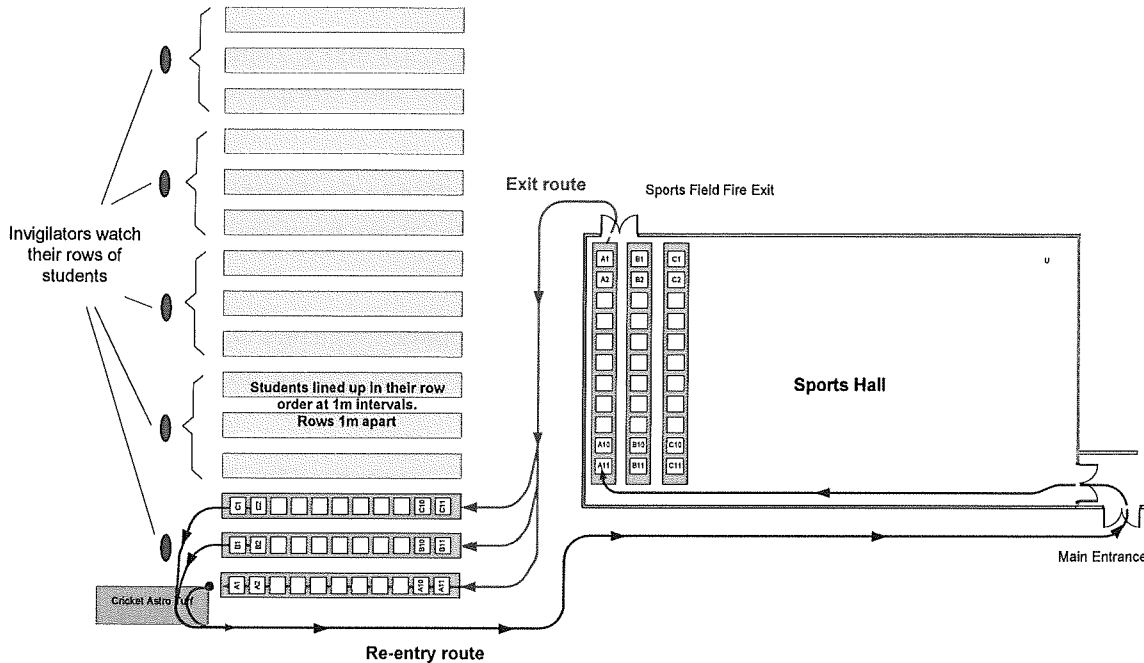 Exit route
Sports Field Fire Exit
Invigilators watch
their rows of
students
A1
B1
C1
U
A2
B2
C2
Students lined up in their row
order at 1m intervals.
Rows 1m apart
Sports Hall
A10
B10
C10
A11
B11
C11
C1
C2
C10
C11
B1
B2
B10
B11
Main Entrance
A1
A2
A10
A11
Cricket Astro Turf
Re-entry route